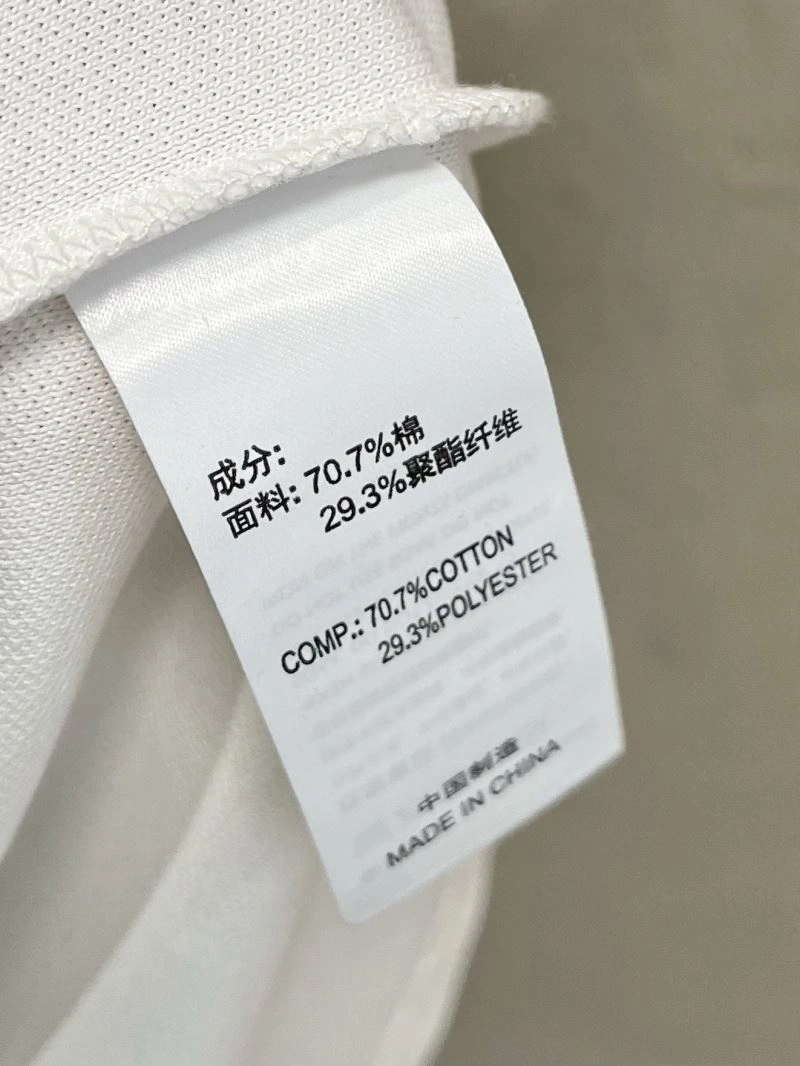 成分:
面料: 70.7%棉
29.3%聚酯纤维
COMP.: 70.7%COTTON
29.3%POLYESTER
中国制造
MADE IN CHINA